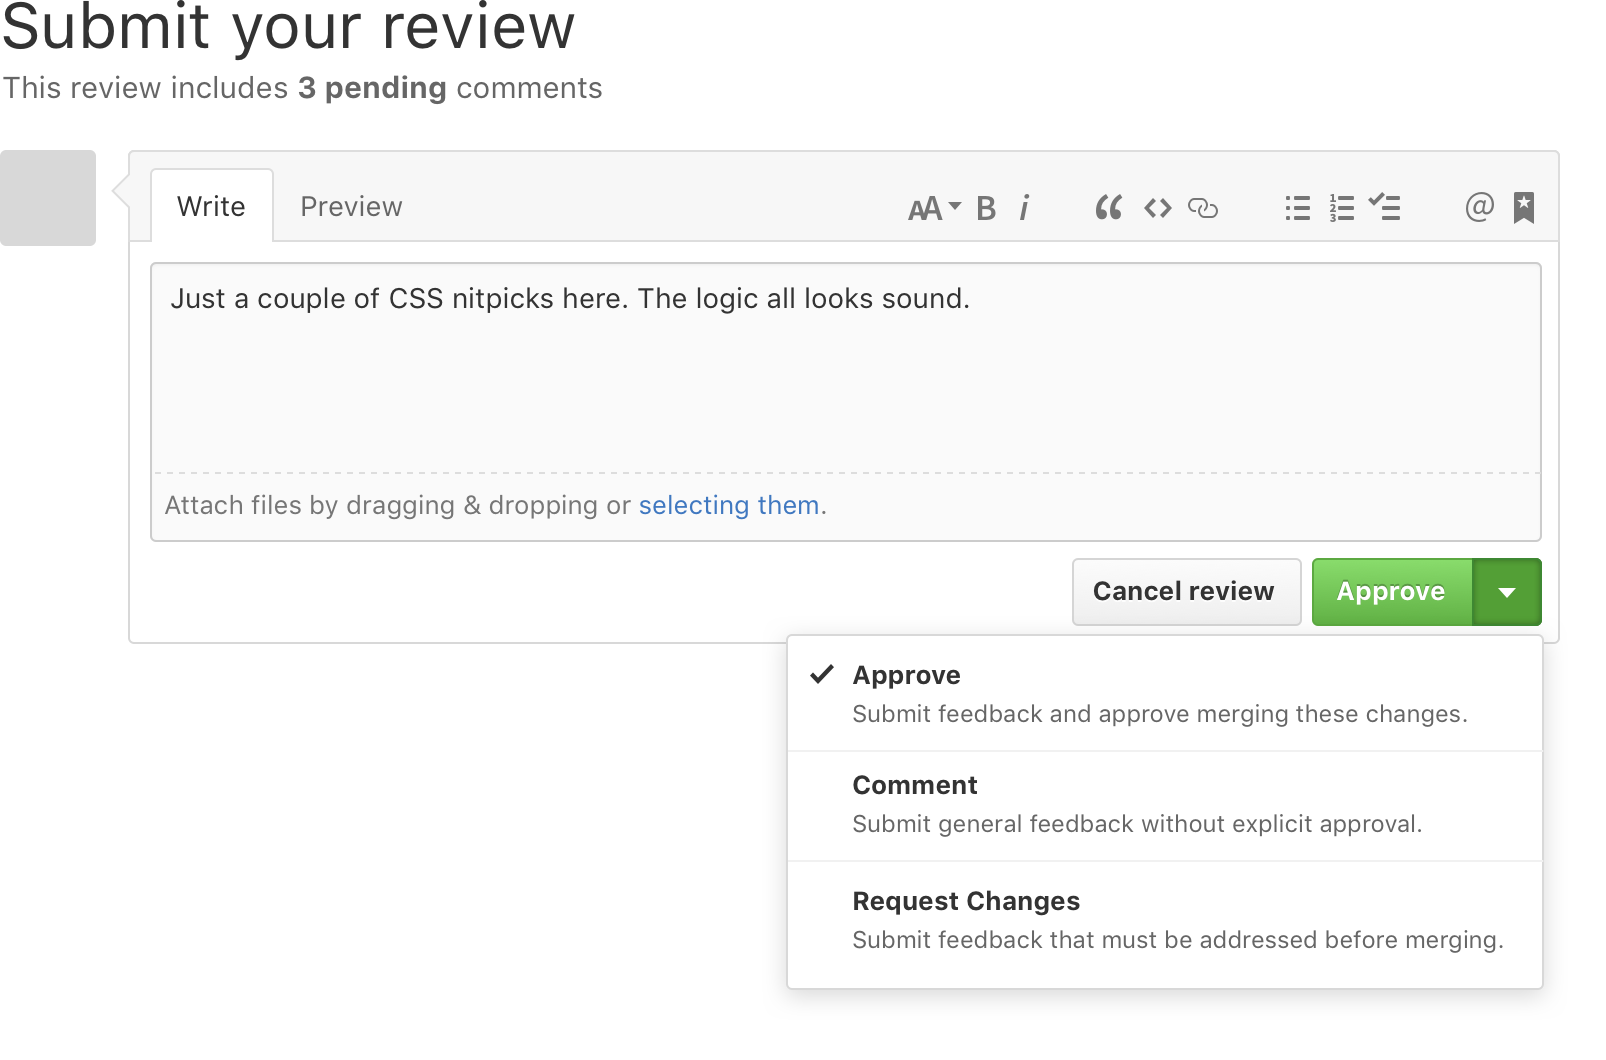 Submit your review
This review includes 3 pending comments
Write
Preview
AA B i
1
2
3
@
Just a couple of CSS nitpicks here. The logic all looks sound.
Attach files by dragging & dropping or selecting them.
Cancel review
Approve
Approve
Submit feedback and approve merging these changes.
Comment
Submit general feedback without explicit approval.
Request Changes
Submit feedback that must be addressed before merging.